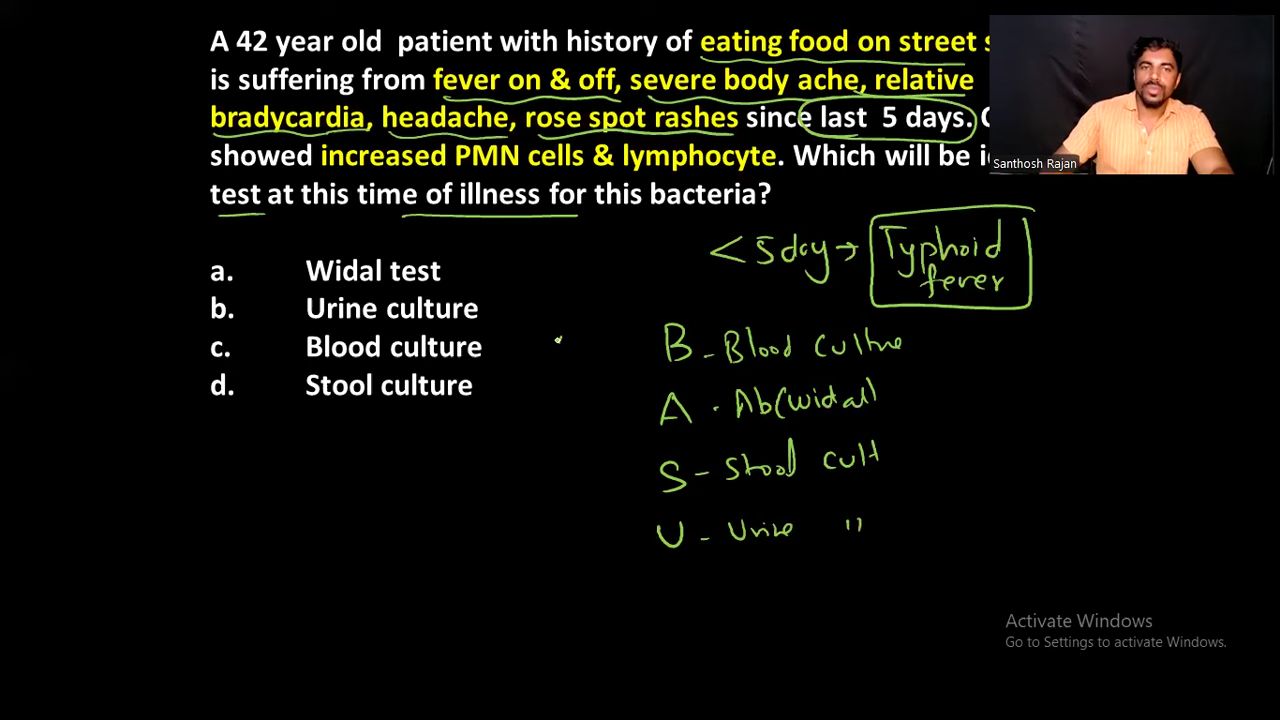 A 42 year old patient with history of eating food on street
is suffering from fever on & off, severe body ache, relative
bradycardia, headache, rose spot rashes since last 5 days.
showed increased PMN cells & lymphocyte. Which will be
test at this time of illness for this bacteria?
Santhosh Rajan
< 5 day → Typhoid
fever
a. Widal test
b. Urine culture
c. Blood culture
d. Stool culture
B - Blood culture
A - Ab(widal)
S - Stool cult
U - Urine "
Activate Windows
Go to Settings to activate Windows.